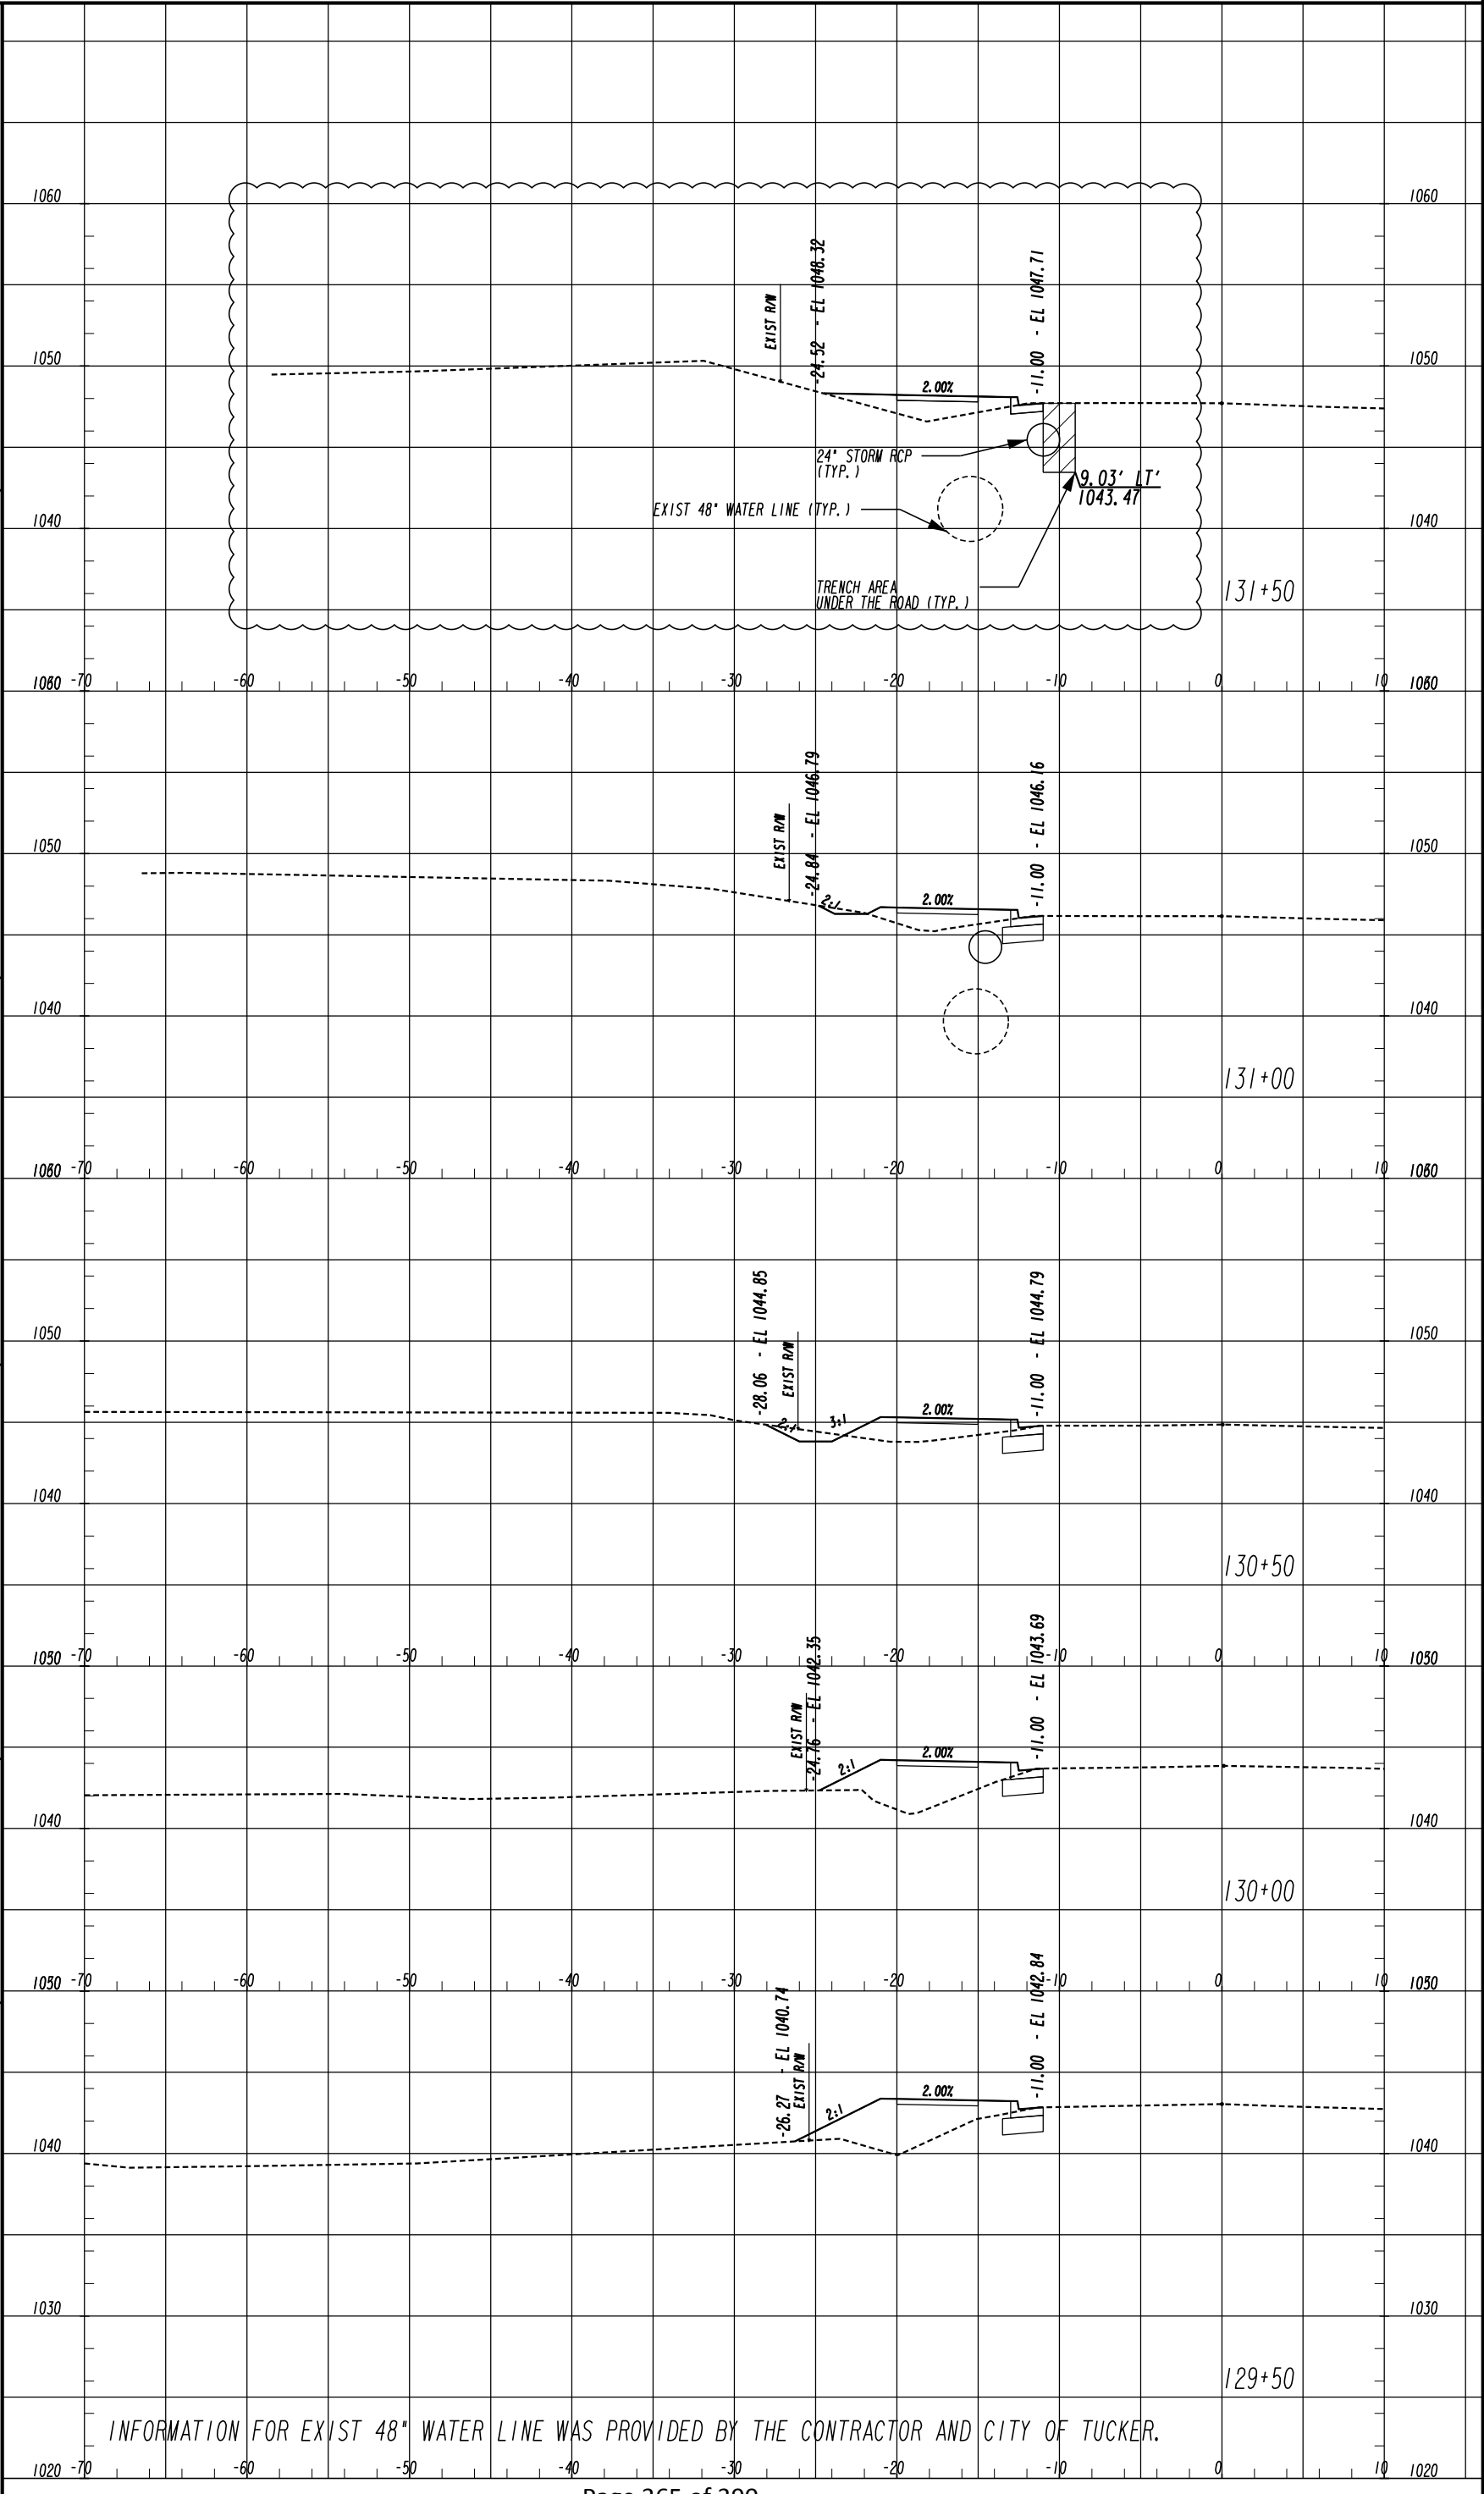 1060 1060
-24.52 - EL 1048.32
-11.00 - EL 1047.71
EXIST R/W
1050 1050
2.00%
24" STORM RCP
(TYP.)
9.03' LT'
1043.47
EXIST 48" WATER LINE (TYP.)
1040 1040
TRENCH AREA
UNDER THE ROAD (TYP.)
131+50
-70 -60 -50 -40 -30 -20 -10 0 10
-24.84 - EL 1046.79
-11.00 - EL 1046.16
EXIST R/W
1050 1050
2:1
2.00%
1040 1040
131+00
-70 -60 -50 -40 -30 -20 -10 0 10
-28.06 - EL 1044.85
EXIST R/W
-11.00 - EL 1044.79
1050 1050
2:1
3:1
2.00%
1040 1040
130+50
-70 -60 -50 -40 -30 -20 -10 0 10
EXIST R/W
-24.76 - EL 1042.35
-11.00 - EL 1043.69
2:1
2.00%
1040 1040
130+00
-70 -60 -50 -40 -30 -20 -10 0 10
-26.27 - EL 1040.74
EXIST R/W
-11.00 - EL 1042.84
2:1
2.00%
1040 1040
1030 1030
129+50
INFORMATION FOR EXIST 48" WATER LINE WAS PROVIDED BY THE CONTRACTOR AND CITY OF TUCKER.
1020 -70 -60 -50 -40 -30 -20 -10 0 10 1020